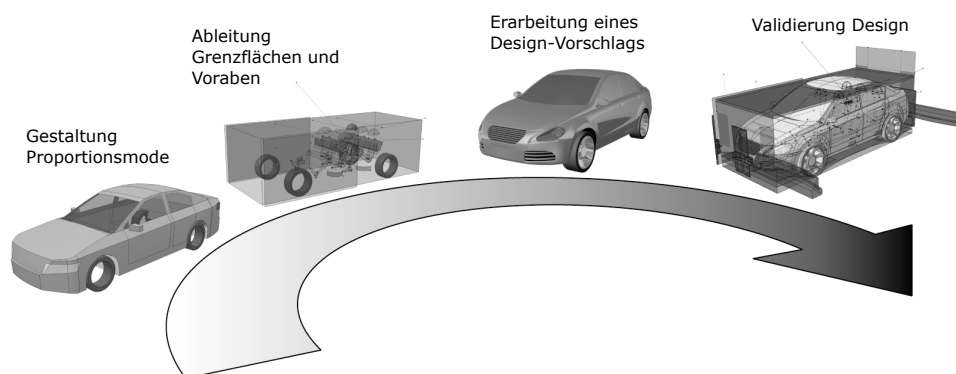 Gestaltung
Proportionsmode
Ableitung
Grenzflächen und
Voraben
Erarbeitung eines
Design-Vorschlags
Validierung Design